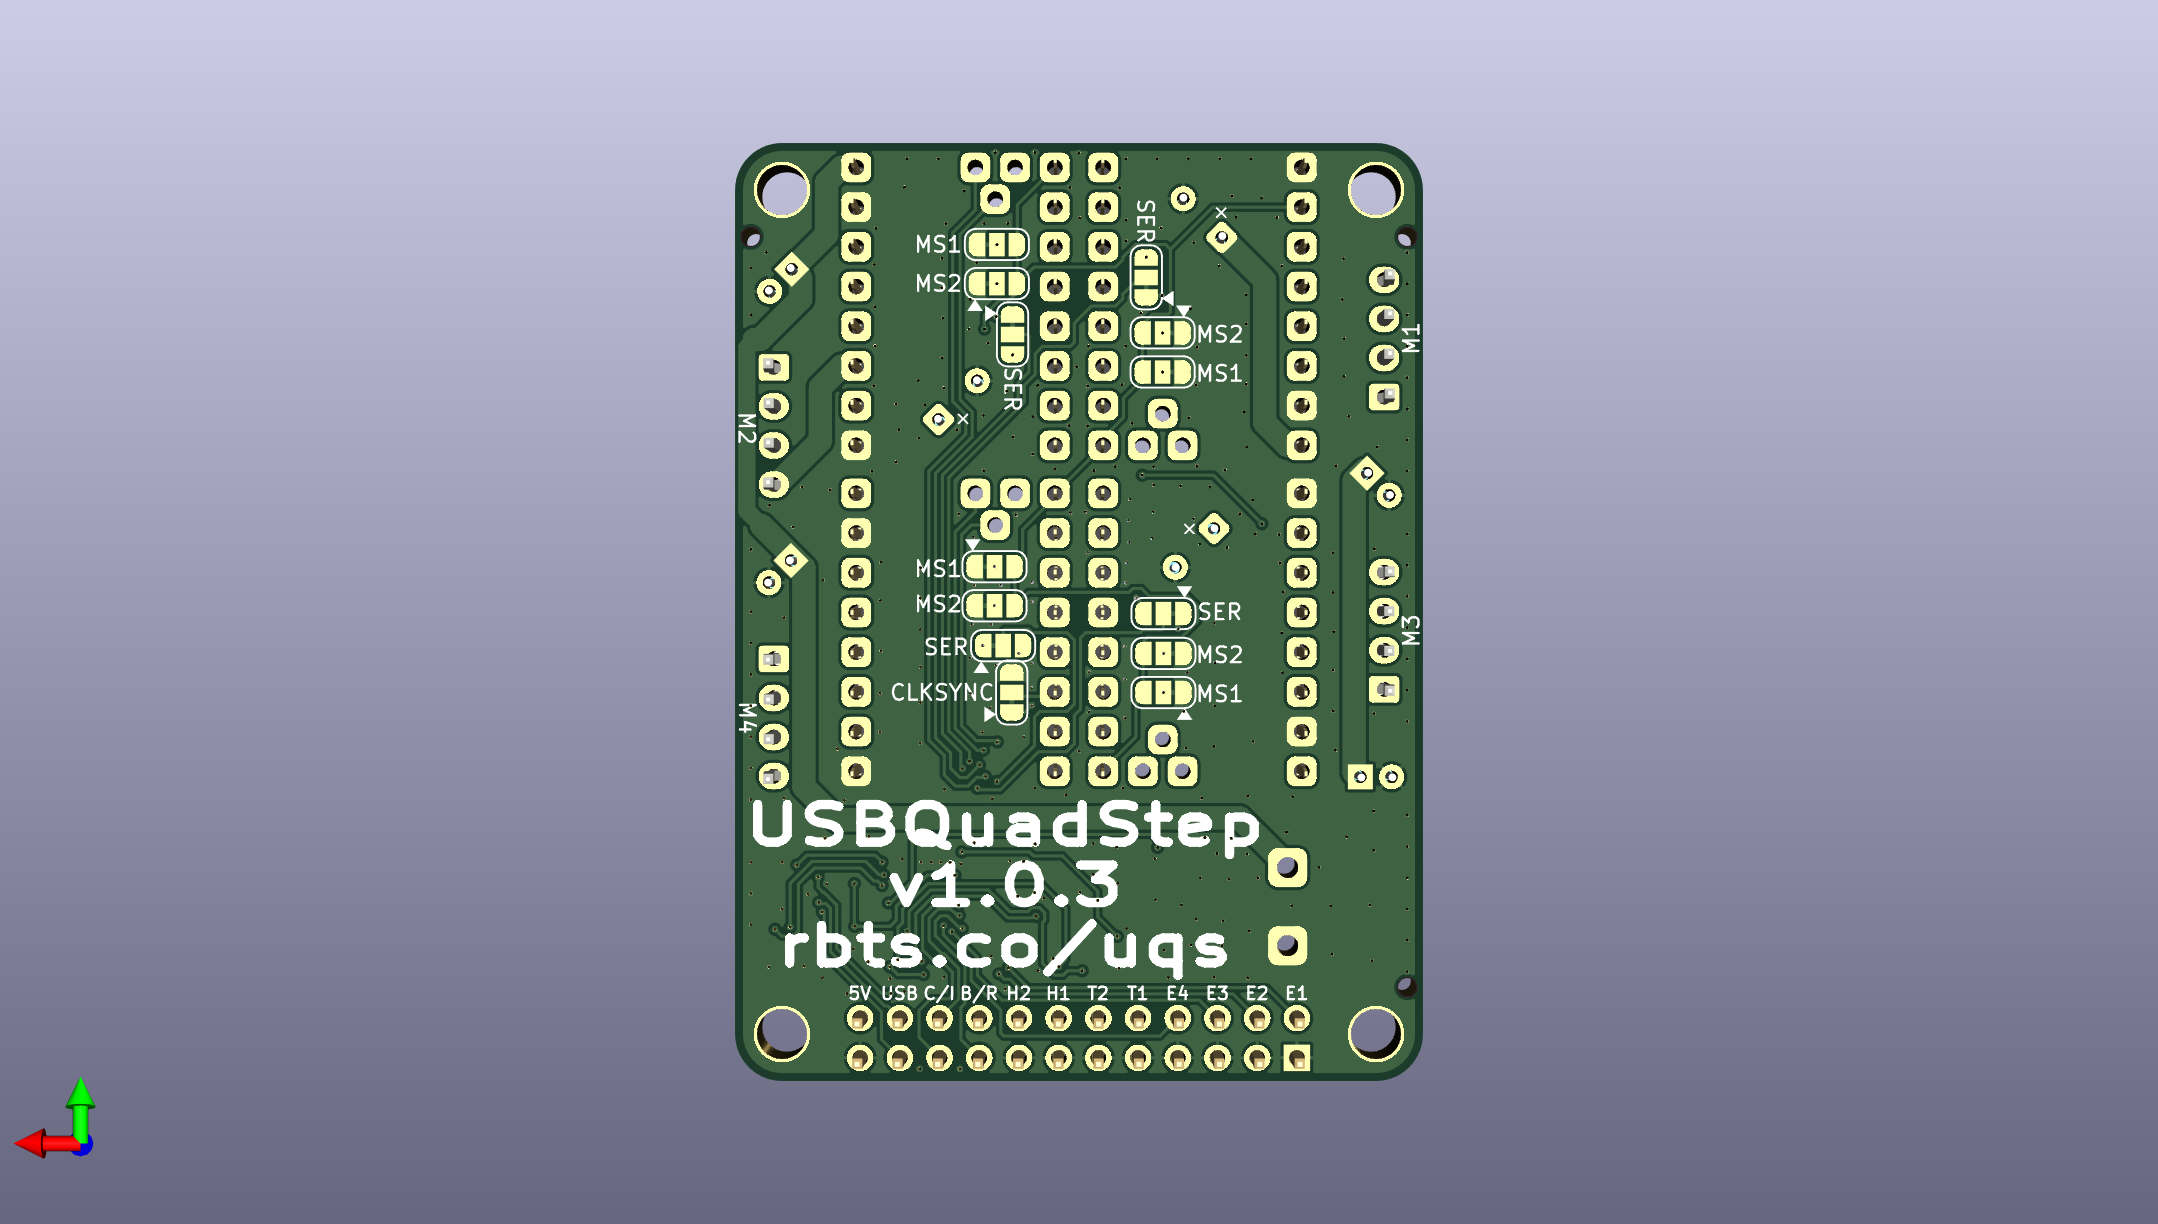 SER
MS1
MS2
MS2
M1
MS1
SER
M2
MS1
MS2
SER
M3
SER
MS2
CLKSYNC
MS1
M4
USBQuadStep
v1.0.3
rbts.co/uqs
5V USB C/I B/R H2 H1 T2 T1 E4 E3 E2 E1